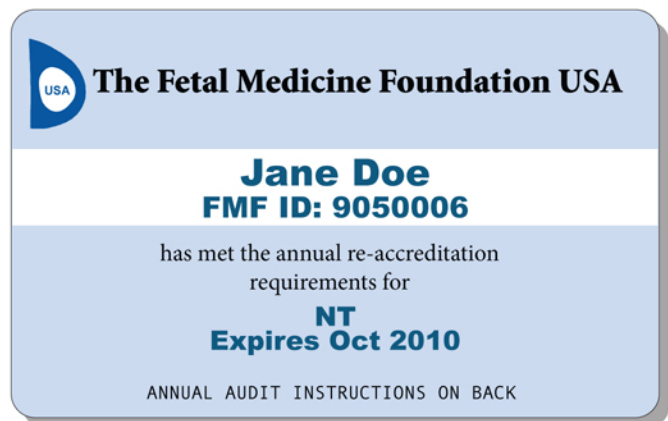 USA
The Fetal Medicine Foundation USA
Jane Doe
FMF ID: 9050006
has met the annual re-accreditation
requirements for
NT
Expires Oct 2010
ANNUAL AUDIT INSTRUCTIONS ON BACK